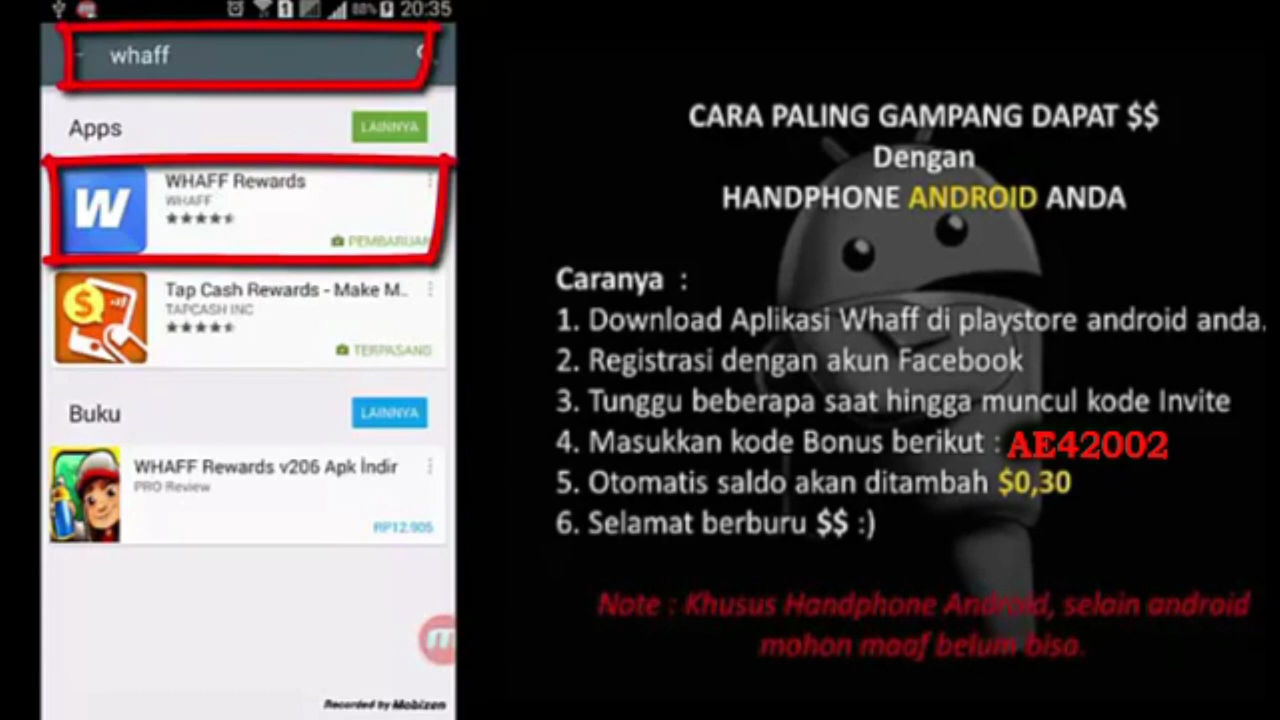 88% 20:35
whaff
Apps
LAINNYA
WHAFF Rewards
WHAFF
PEMBARUAN
Tap Cash Rewards - Make M..
TAPCASH INC
TERPASANG
Buku
LAINNYA
WHAFF Rewards v206 Apk İndir
PRO Review
RP12.905
Recorded by Mobizen
CARA PALING GAMPANG DAPAT $$
Dengan
HANDPHONE ANDROID ANDA
Caranya :
1. Download Aplikasi Whaff di playstore android anda.
2. Registrasi dengan akun Facebook
3. Tunggu beberapa saat hingga muncul kode Invite
4. Masukkan kode Bonus berikut : AE42002
5. Otomatis saldo akan ditambah $0,30
6. Selamat berburu $$ :)
Note : Khusus Handphone Android, selain android
mohon maaf belum bisa.